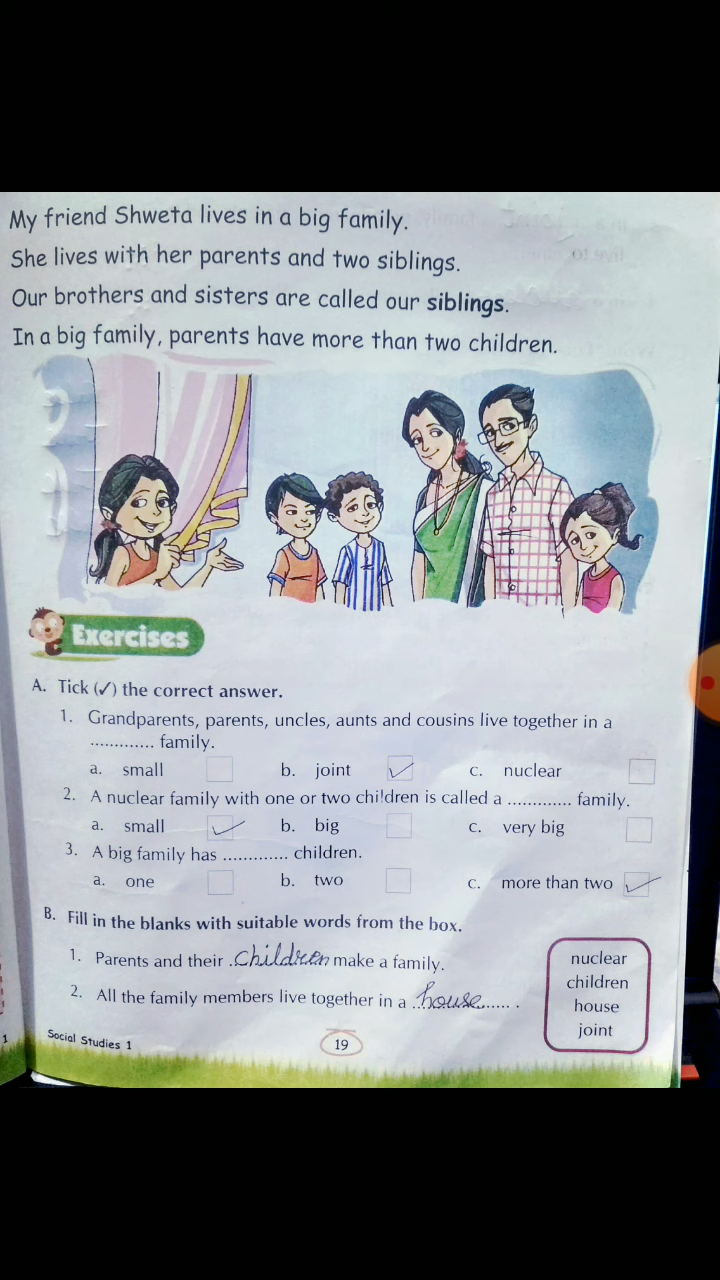 My friend Shweta lives in a big family.
She lives with her parents and two siblings.
Our brothers and sisters are called our siblings.
In a big family, parents have more than two children.
Exercises
A. Tick (✓) the correct answer.
1. Grandparents, parents, uncles, aunts and cousins live together in a
............. family.
a. small b. joint ✓ c. nuclear
2. A nuclear family with one or two children is called a ............. family.
a. small ✓ b. big c. very big
3. A big family has ............. children.
a. one b. two c. more than two ✓
B. Fill in the blanks with suitable words from the box.
1. Parents and their .children make a family.
2. All the family members live together in a ..house....... .
nuclear
children
house
joint
1
Social Studies 1
19